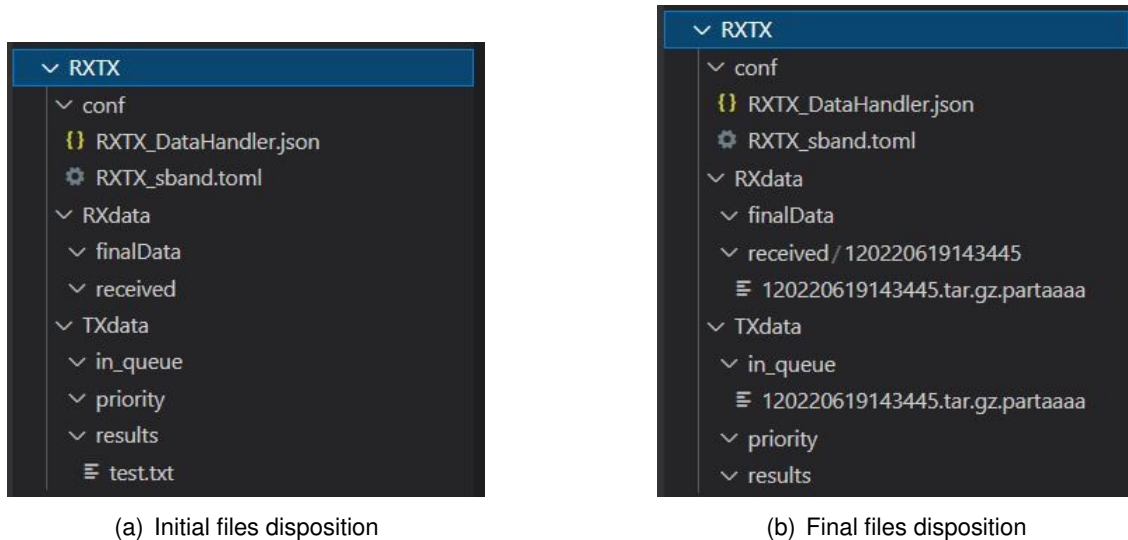 RXTX
conf
{} RXTX_DataHandler.json
RXTX_sband.toml
RXdata
finalData
received
TXdata
in_queue
priority
results
test.txt
(a) Initial files disposition
RXTX
conf
{} RXTX_DataHandler.json
RXTX_sband.toml
RXdata
finalData
received / 120220619143445
120220619143445.tar.gz.partaaaa
TXdata
in_queue
120220619143445.tar.gz.partaaaa
priority
results
(b) Final files disposition